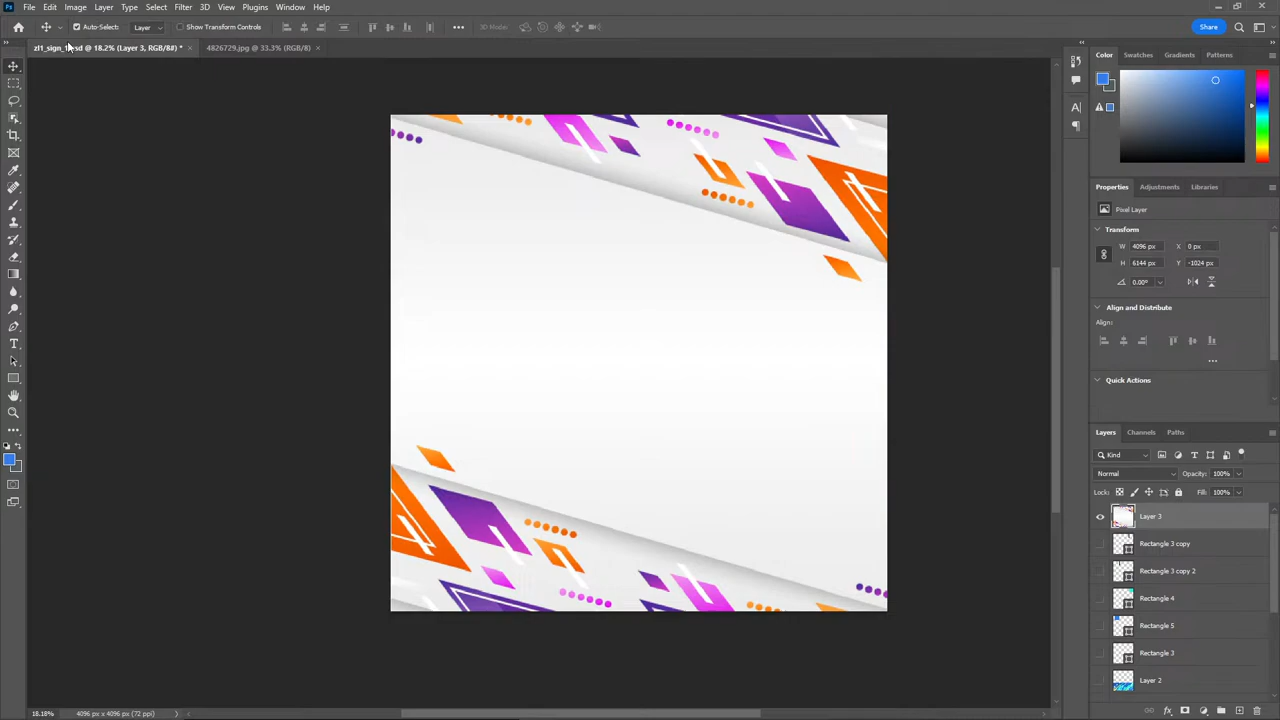 Ps File Edit Image Layer Type Select Filter 3D View Plugins Window Help
Auto-Select: Layer Show Transform Controls 3D Mode: Share
4826729.jpg @ 33.3% (RGB/8)
@ 18.2% (Layer 3, RGB/8#) *
Color Swatches Gradients Patterns
Properties Adjustments Libraries
Pixel Layer
Transform
W 4096 px X 0 px
H 6144 px Y -1024 px
0.00°
Align and Distribute
Align:
Quick Actions
Layers Channels Paths
Kind
Normal Opacity: 100%
Lock: Fill: 100%
Layer 3
Rectangle 3 copy
Rectangle 3 copy 2
Rectangle 4
Rectangle 5
Rectangle 3
Layer 2
18.18% 4096 px x 4096 px (72 ppi)